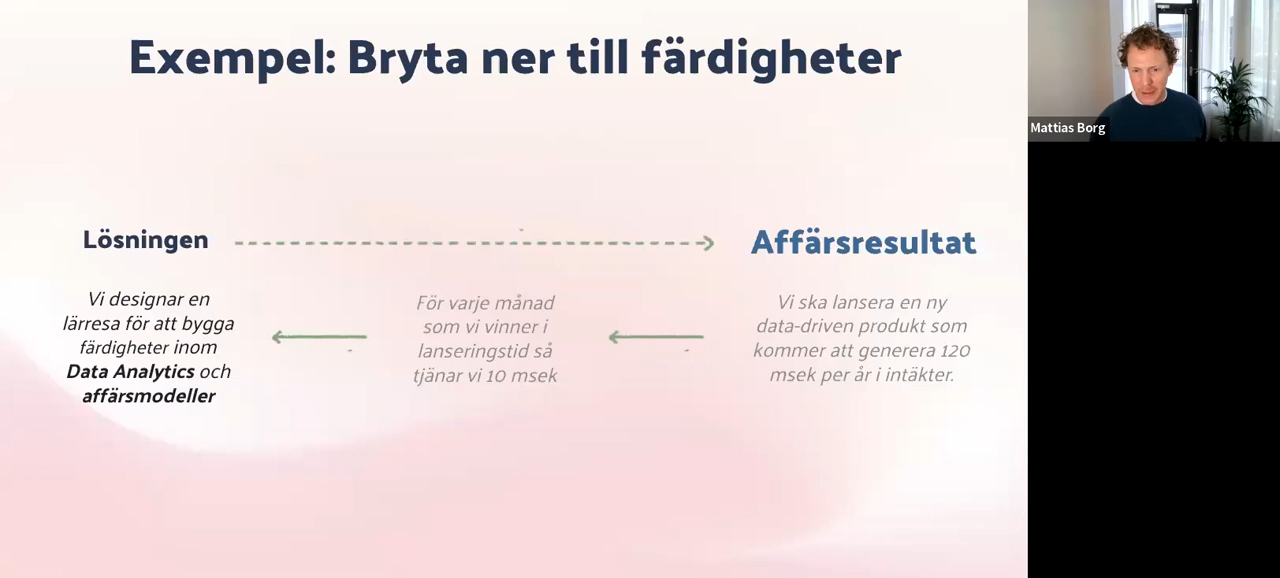 Exempel: Bryta ner till färdigheter
Mattias Borg
Lösningen
Affärsresultat
Vi designar en
lärresa för att bygga
färdigheter inom
Data Analytics och
affärsmodeller
För varje månad
som vi vinner i
lanseringstid så
tjänar vi 10 msek
Vi ska lansera en ny
data-driven produkt som
kommer att generera 120
msek per år i intäkter.